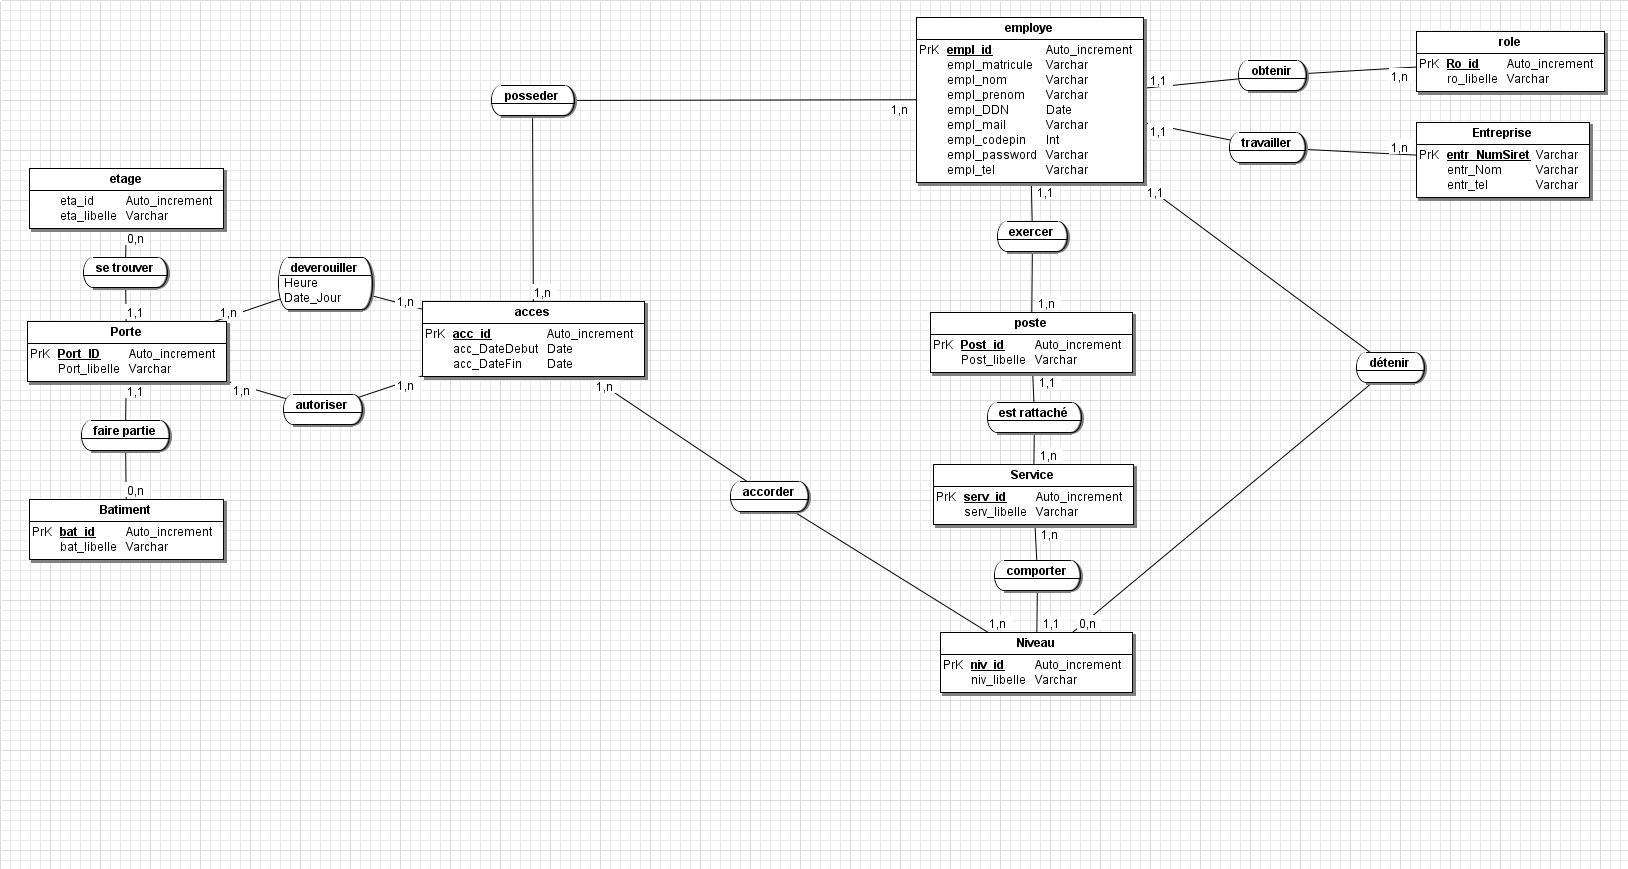 employe
PrK empl_id Auto_increment
empl_matricule Varchar
empl_nom Varchar
empl_prenom Varchar
empl_DDN Date
empl_mail Varchar
empl_codepin Int
empl_password Varchar
empl_tel Varchar
role
PrK Ro_id Auto_increment
ro_libelle Varchar
obtenir
1,1
1,n
Entreprise
PrK entr_NumSiret Varchar
entr_Nom Varchar
entr_tel Varchar
travailler
1,1
1,n
posseder
1,n
1,n
etage
eta_id Auto_increment
eta_libelle Varchar
0,n
se trouver
1,1
deverouiller
Heure
Date_Jour
1,n
1,n
Porte
PrK Port_ID Auto_increment
Port_libelle Varchar
acces
PrK acc_id Auto_increment
acc_DateDebut Date
acc_DateFin Date
1,n
autoriser
1,n
1,1
faire partie
0,n
Batiment
PrK bat_id Auto_increment
bat_libelle Varchar
1,1
exercer
1,n
poste
PrK Post_id Auto_increment
Post_libelle Varchar
1,1
est rattaché
1,n
Service
PrK serv_id Auto_increment
serv_libelle Varchar
1,n
comporter
1,1
1,n
accorder
1,n
1,1
détenir
0,n
Niveau
PrK niv_id Auto_increment
niv_libelle Varchar